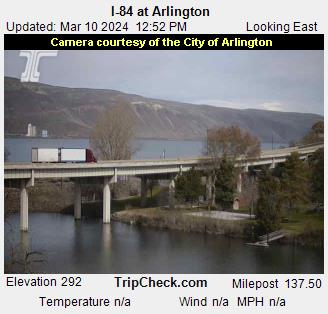 I-84 at Arlington
Updated: Mar 10 2024 12:52 PM Looking East
Camera courtesy of the City of Arlington
Elevation 292 TripCheck.com Milepost 137.50
Temperature n/a Wind n/a MPH n/a